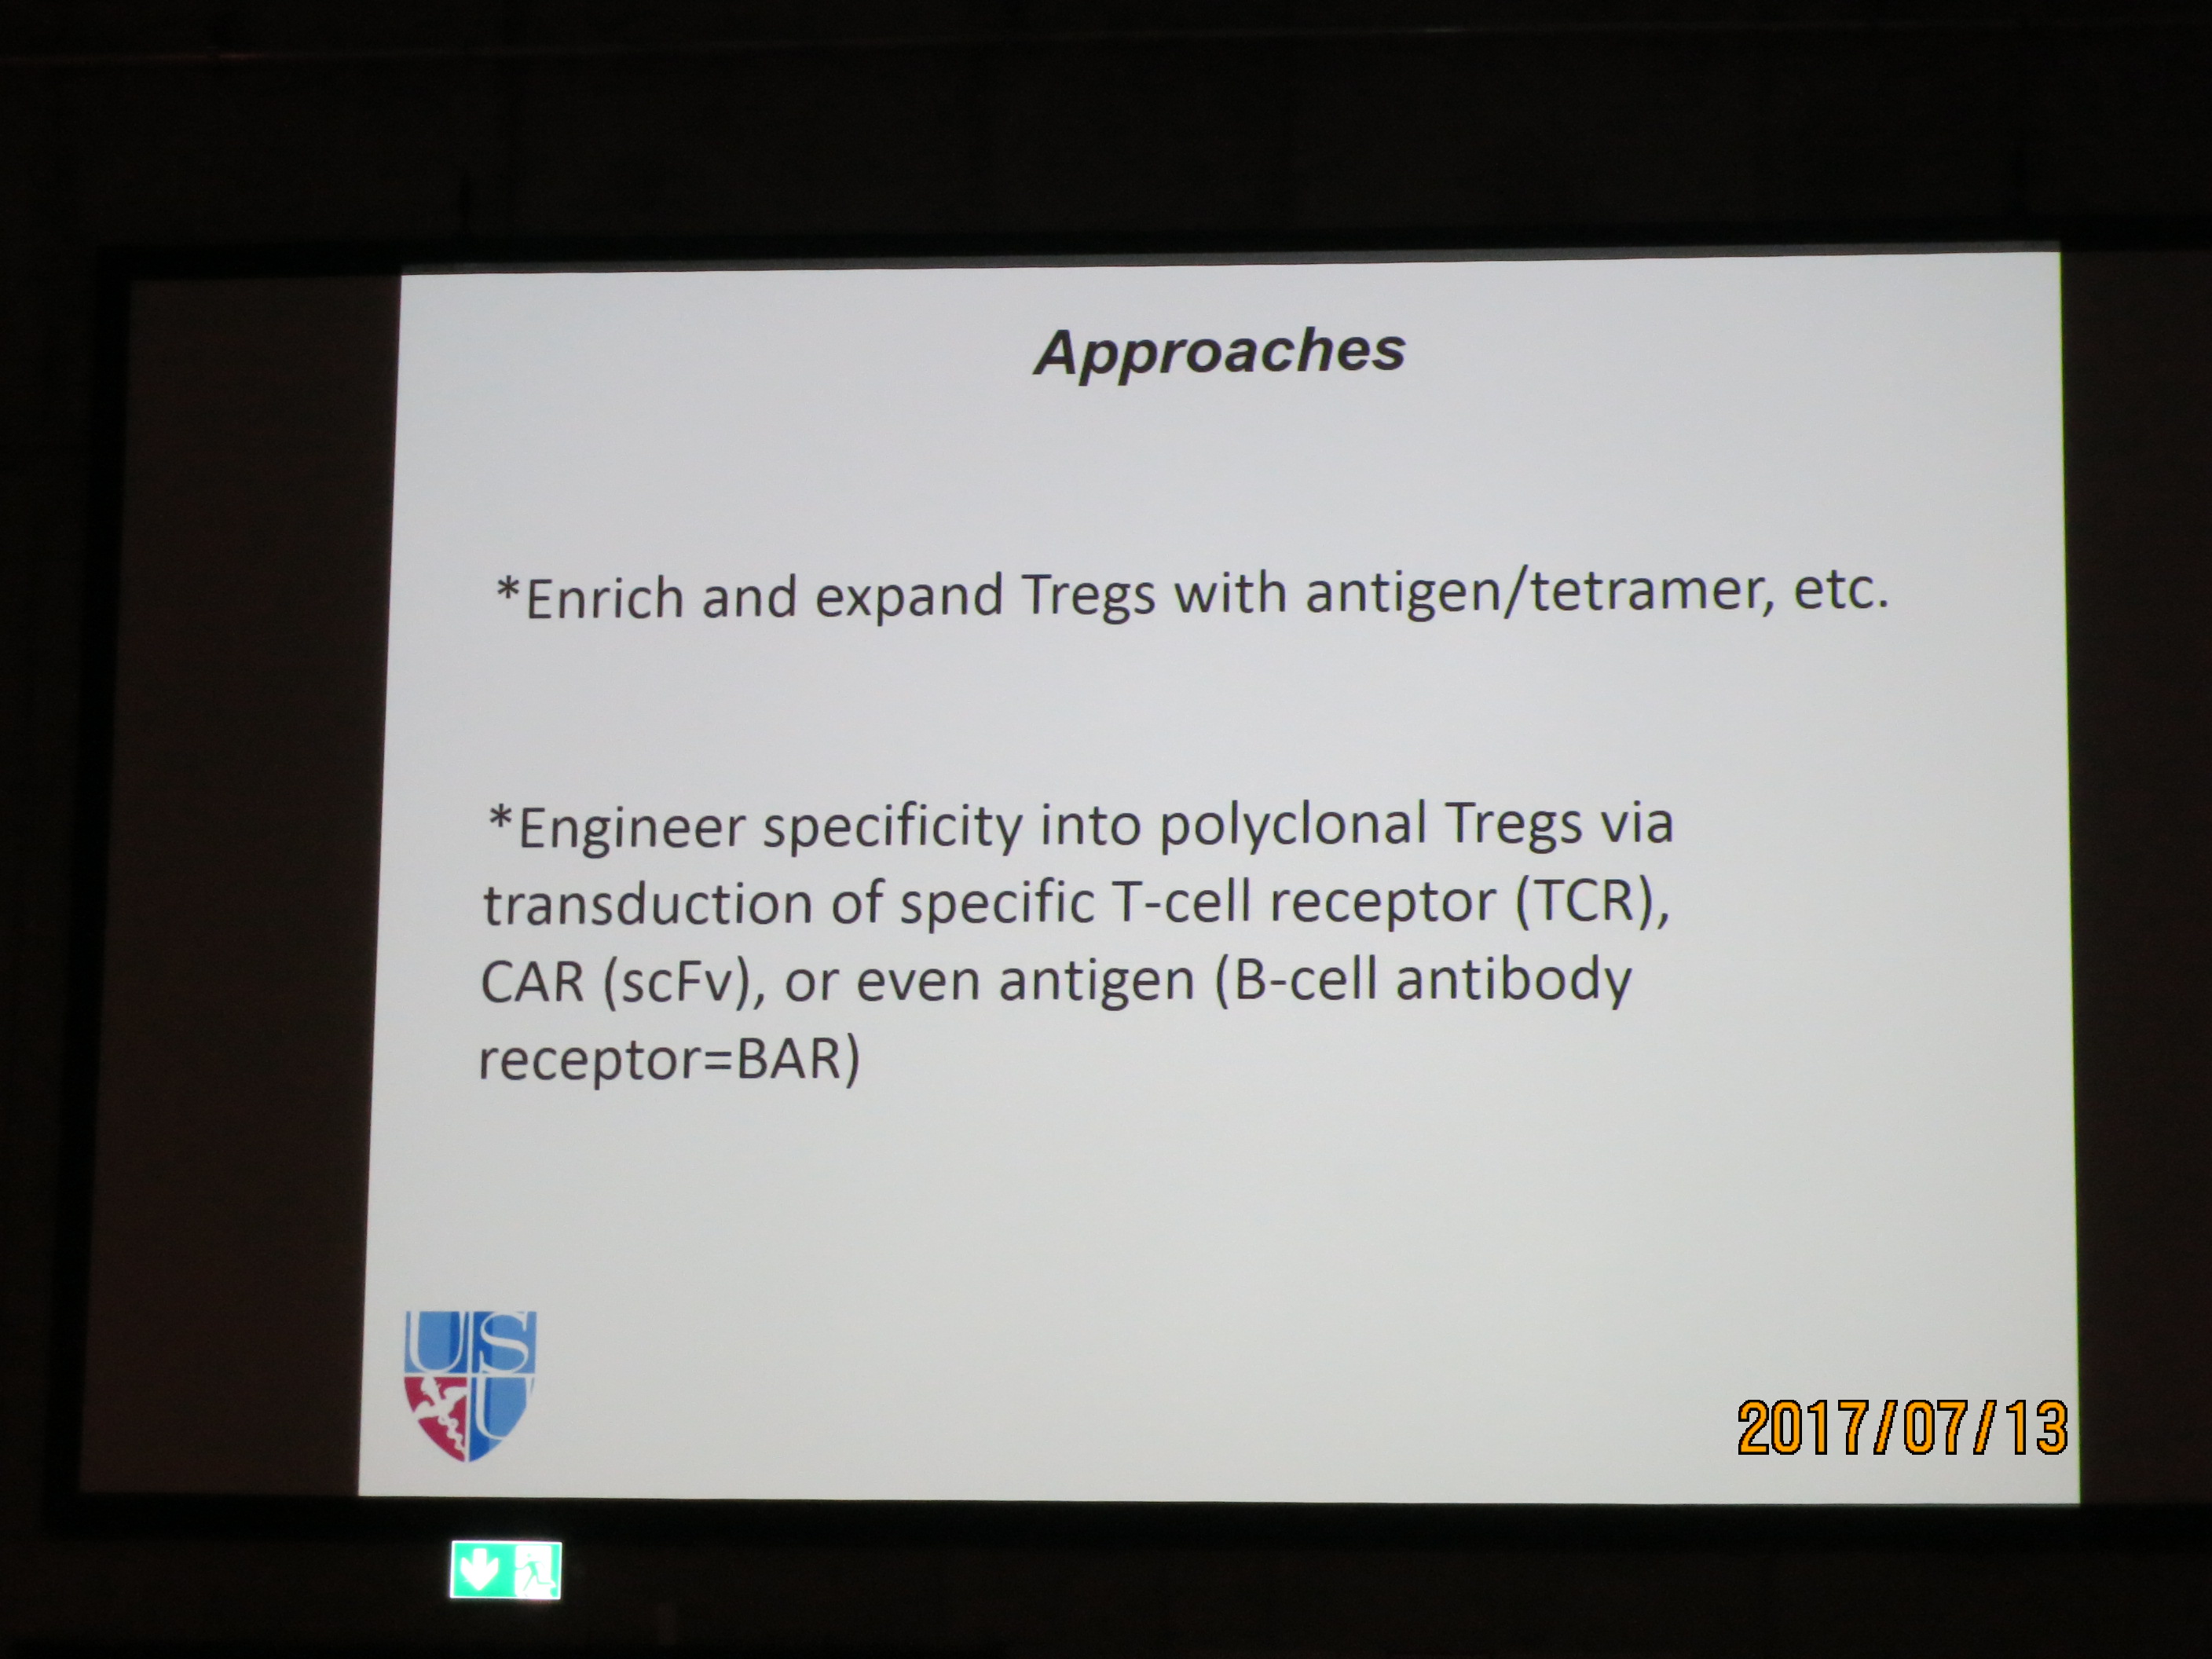 Approaches
*Enrich and expand Tregs with antigen/tetramer, etc.
*Engineer specificity into polyclonal Tregs via
transduction of specific T-cell receptor (TCR),
CAR (scFv), or even antigen (B-cell antibody
receptor=BAR)
US
U
2017/07/13